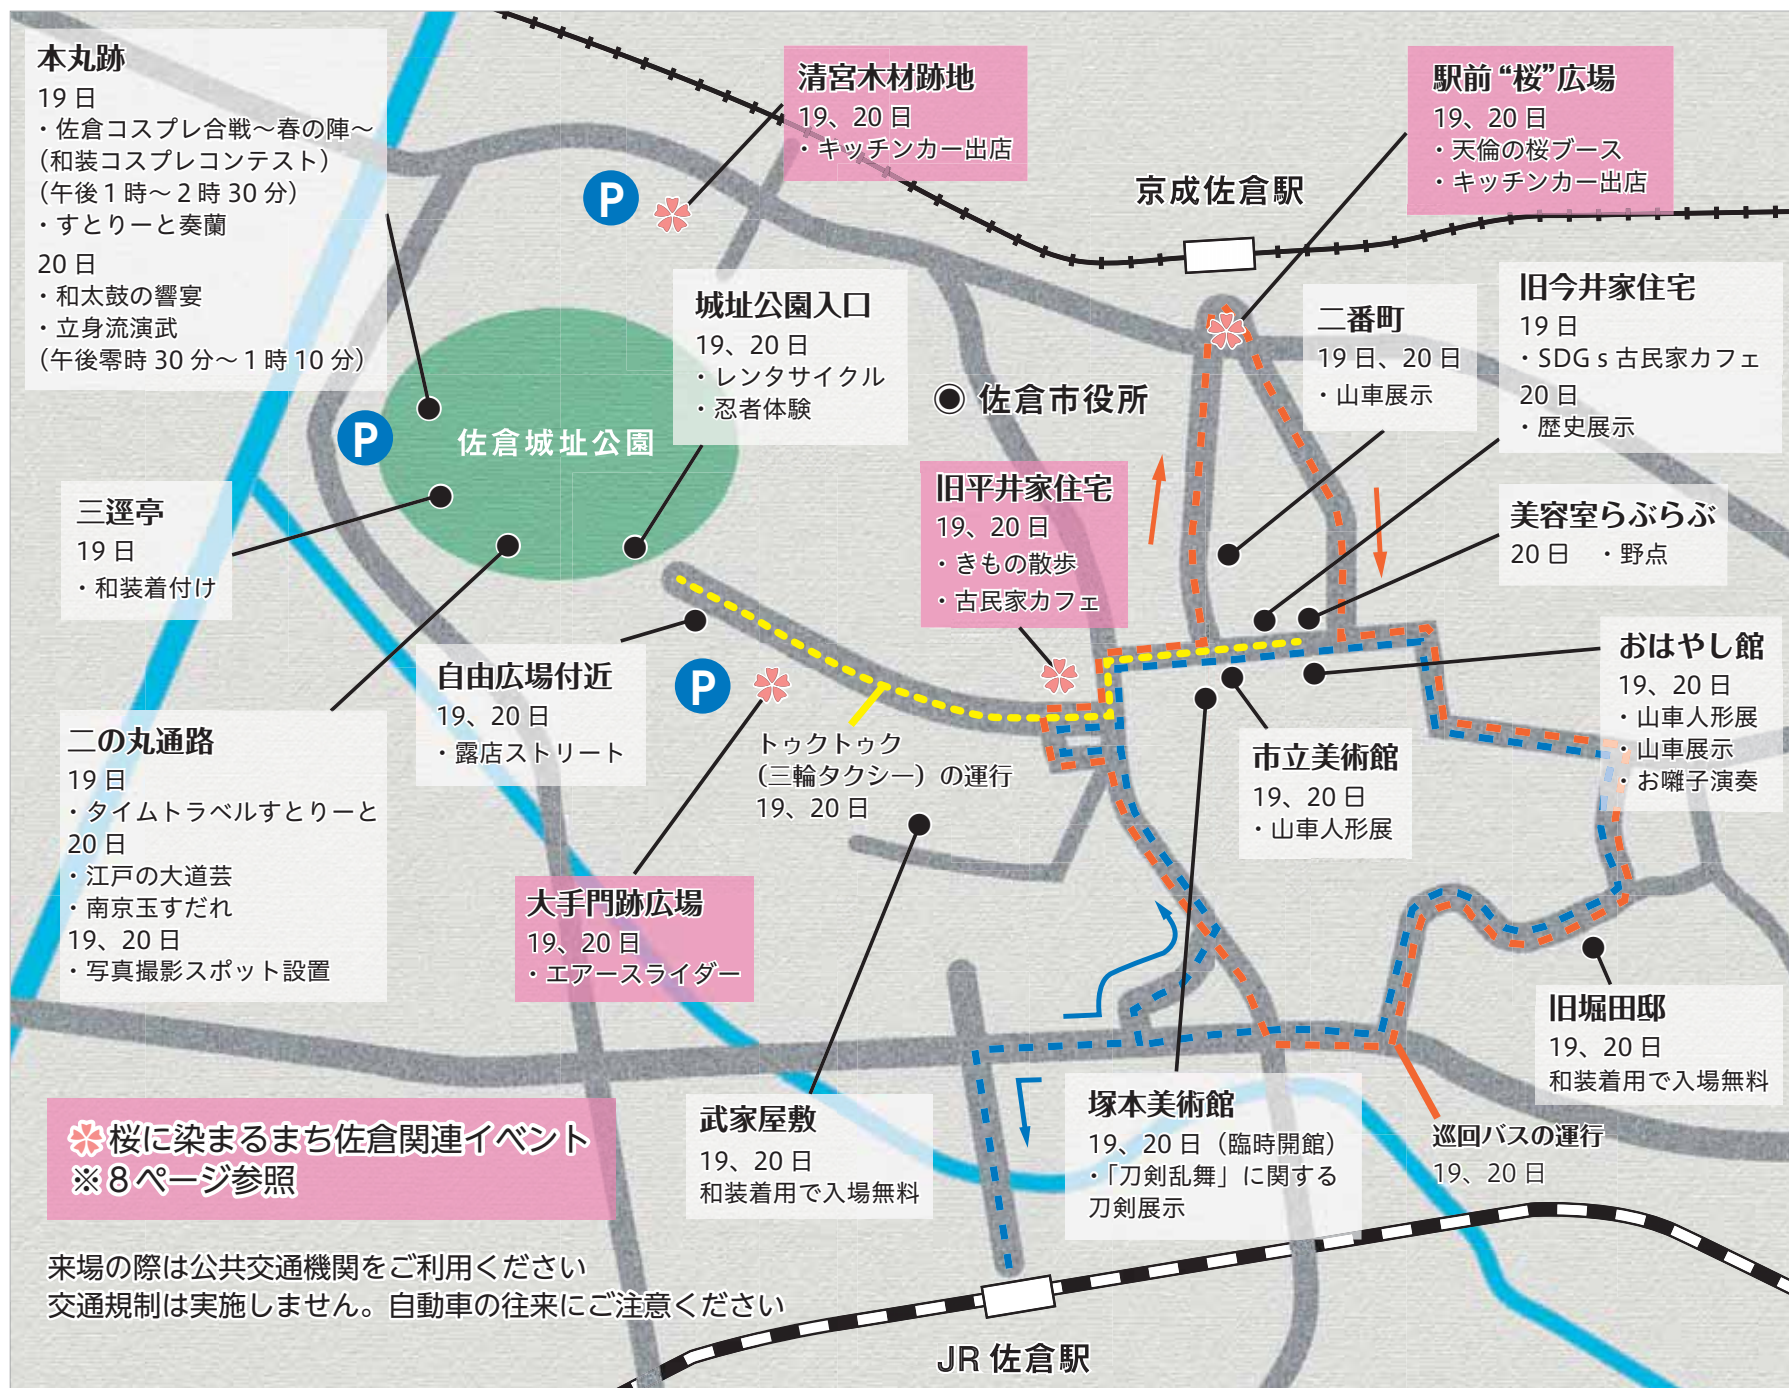 本丸跡
19日
・佐倉コスプレ合戦～春の陣～
（和装コスプレコンテスト）
（午後1時～2時30分）
・すとりーと奏蘭
20日
・和太鼓の響宴
・立身流演武
（午後零時30分～1時10分）
清宮木材跡地
19、20日
・キッチンカー出店
駅前“桜”広場
19、20日
・天倫の桜ブース
・キッチンカー出店
P
京成佐倉駅
城址公園入口
19、20日
・レンタサイクル
・忍者体験
二番町
19日、20日
・山車展示
旧今井家住宅
19日
・SDGｓ古民家カフェ
20日
・歴史展示
佐倉市役所
P
佐倉城址公園
旧平井家住宅
19、20日
・きもの散歩
・古民家カフェ
三逕亭
19日
・和装着付け
美容室らぶらぶ
20日　・野点
自由広場付近
19、20日
・露店ストリート
P
おはやし館
19、20日
・山車人形展
・山車展示
・お囃子演奏
二の丸通路
19日
・タイムトラベルすとりーと
20日
・江戸の大道芸
・南京玉すだれ
19、20日
・写真撮影スポット設置
トゥクトゥク
（三輪タクシー）の運行
19、20日
市立美術館
19、20日
・山車人形展
大手門跡広場
19、20日
・エアースライダー
旧堀田邸
19、20日
和装着用で入場無料
武家屋敷
19、20日
和装着用で入場無料
塚本美術館
19、20日（臨時開館）
・「刀剣乱舞」に関する
刀剣展示
巡回バスの運行
19、20日
桜に染まるまち佐倉関連イベント
※8ページ参照
来場の際は公共交通機関をご利用ください
交通規制は実施しません。自動車の往来にご注意ください
JR佐倉駅